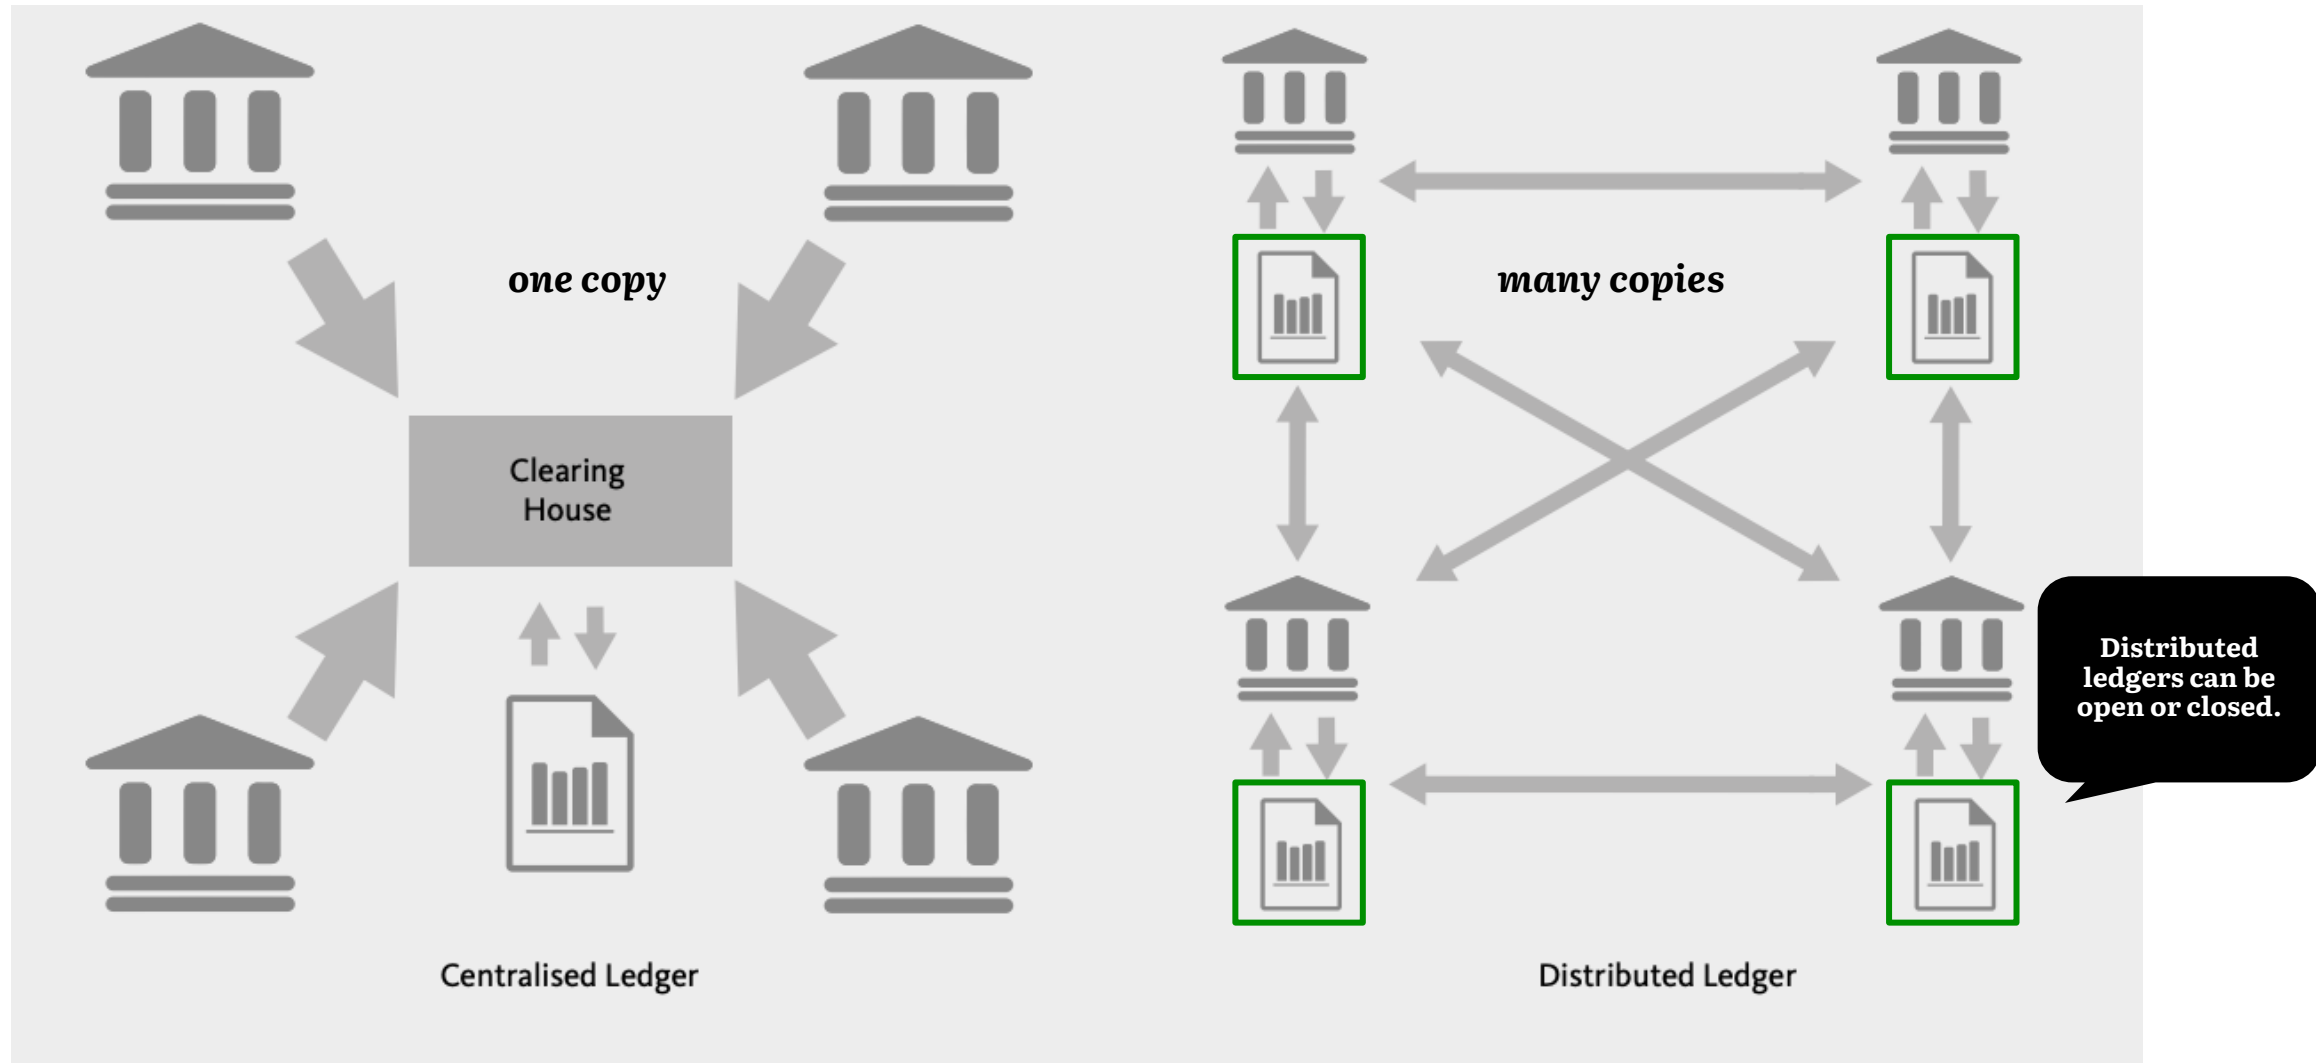 one copy
many copies
Clearing
House
Distributed
ledgers can be
open or closed.
Centralised Ledger
Distributed Ledger